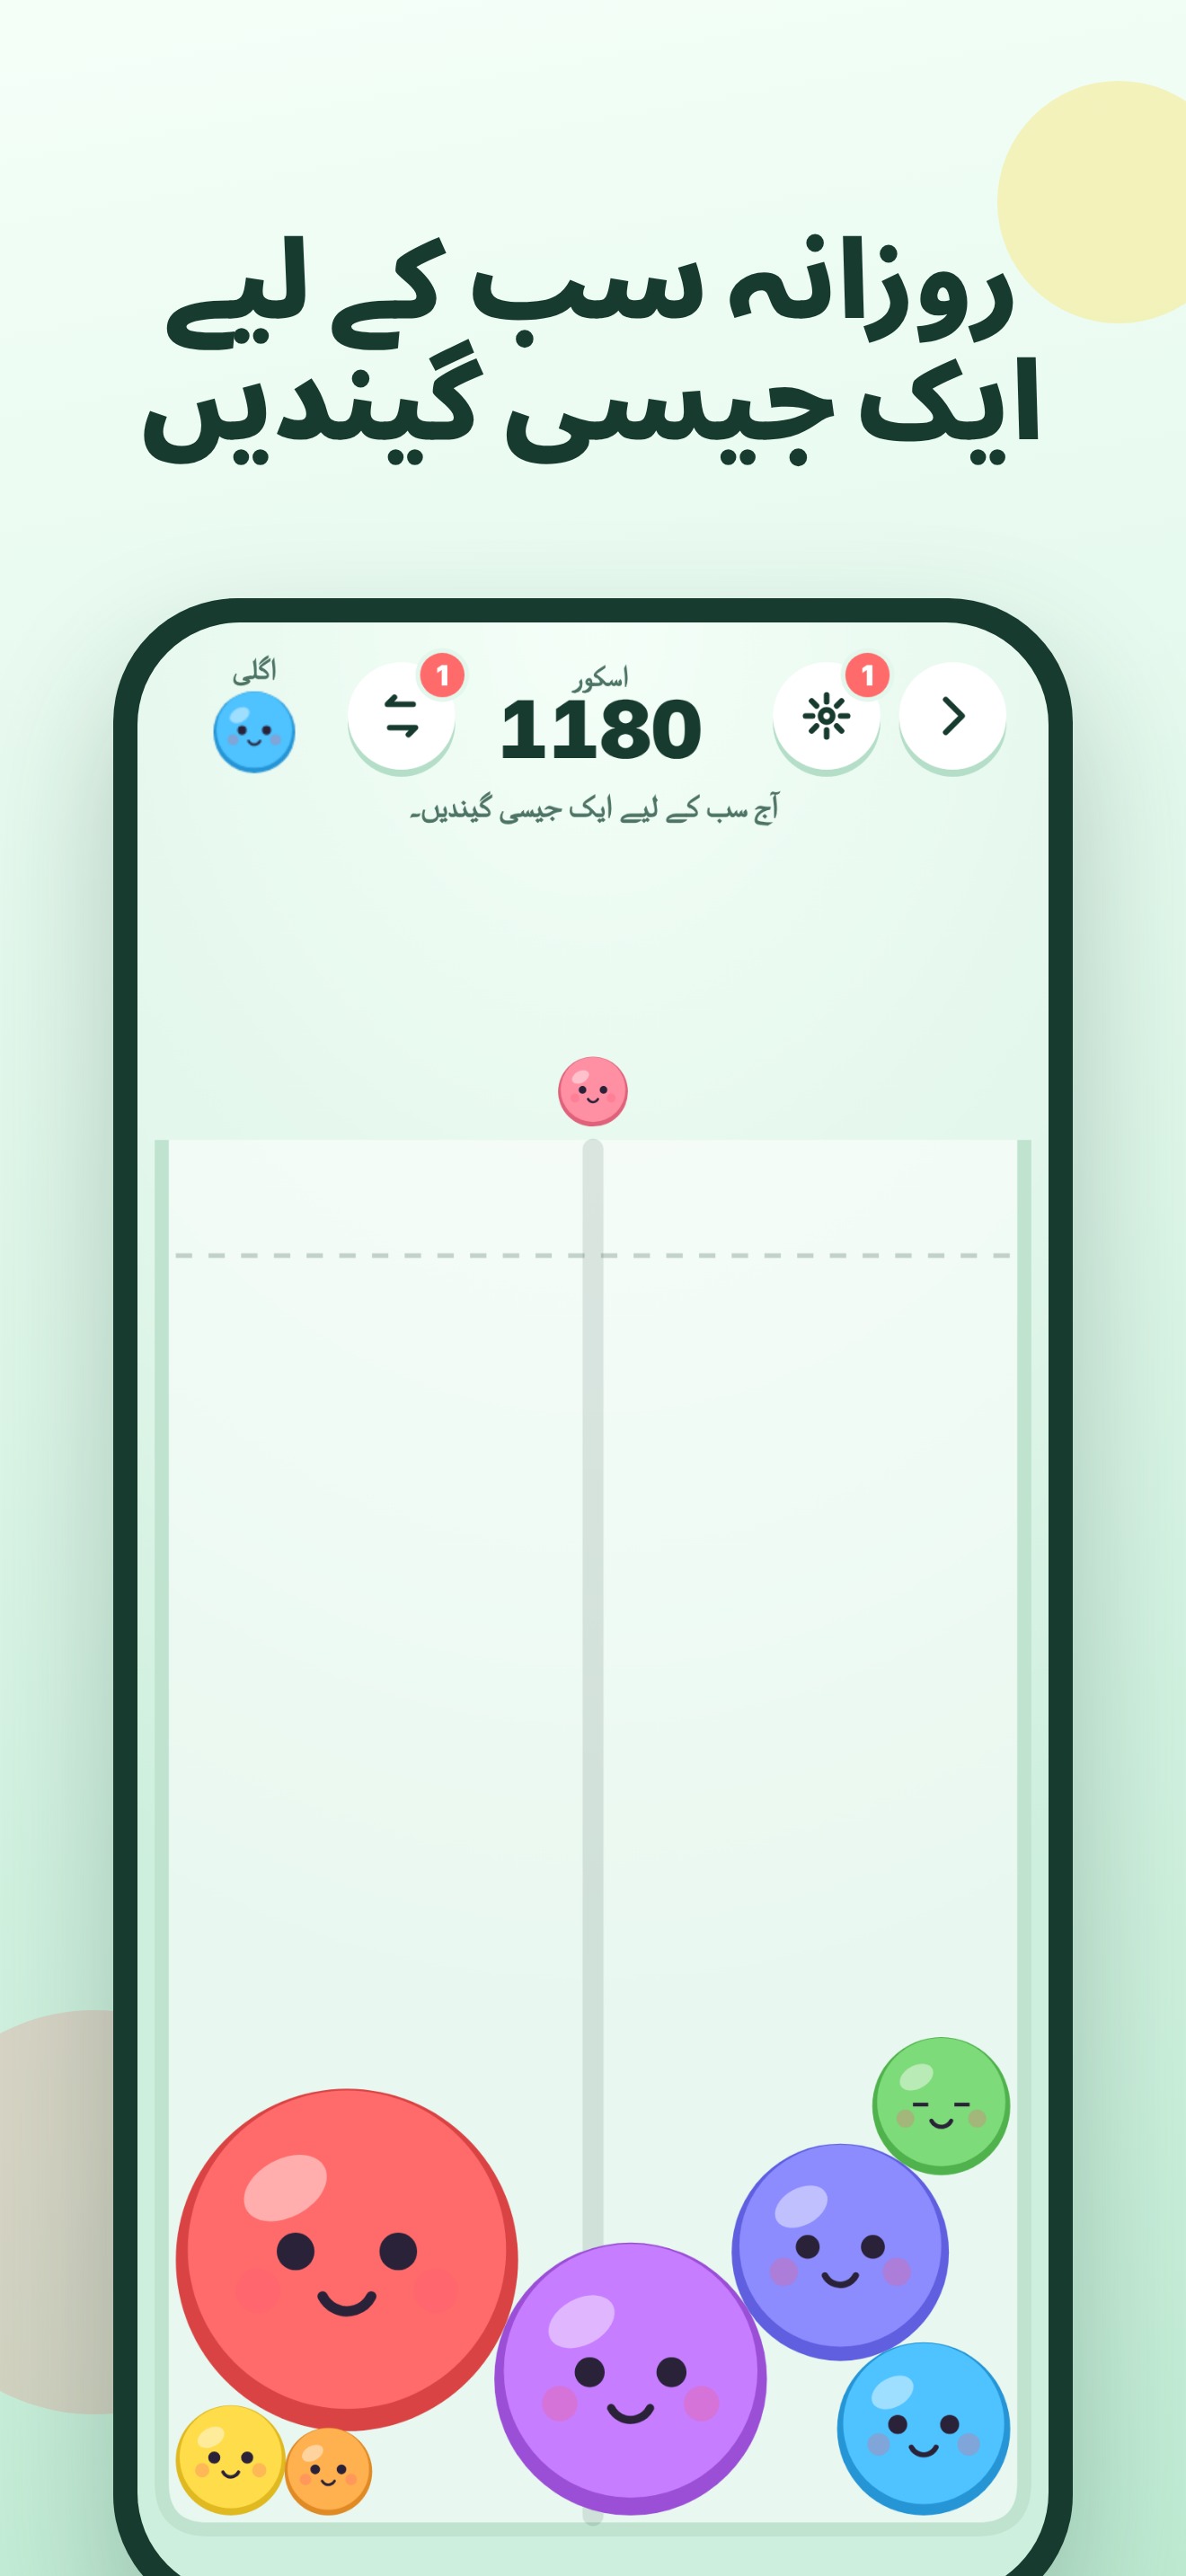 روزانہ سب کے لیے
ایک جیسی گیندیں
1
1
اسکور
اگلی
1180
آج سب کے لیے ایک جیسی گیندیں۔